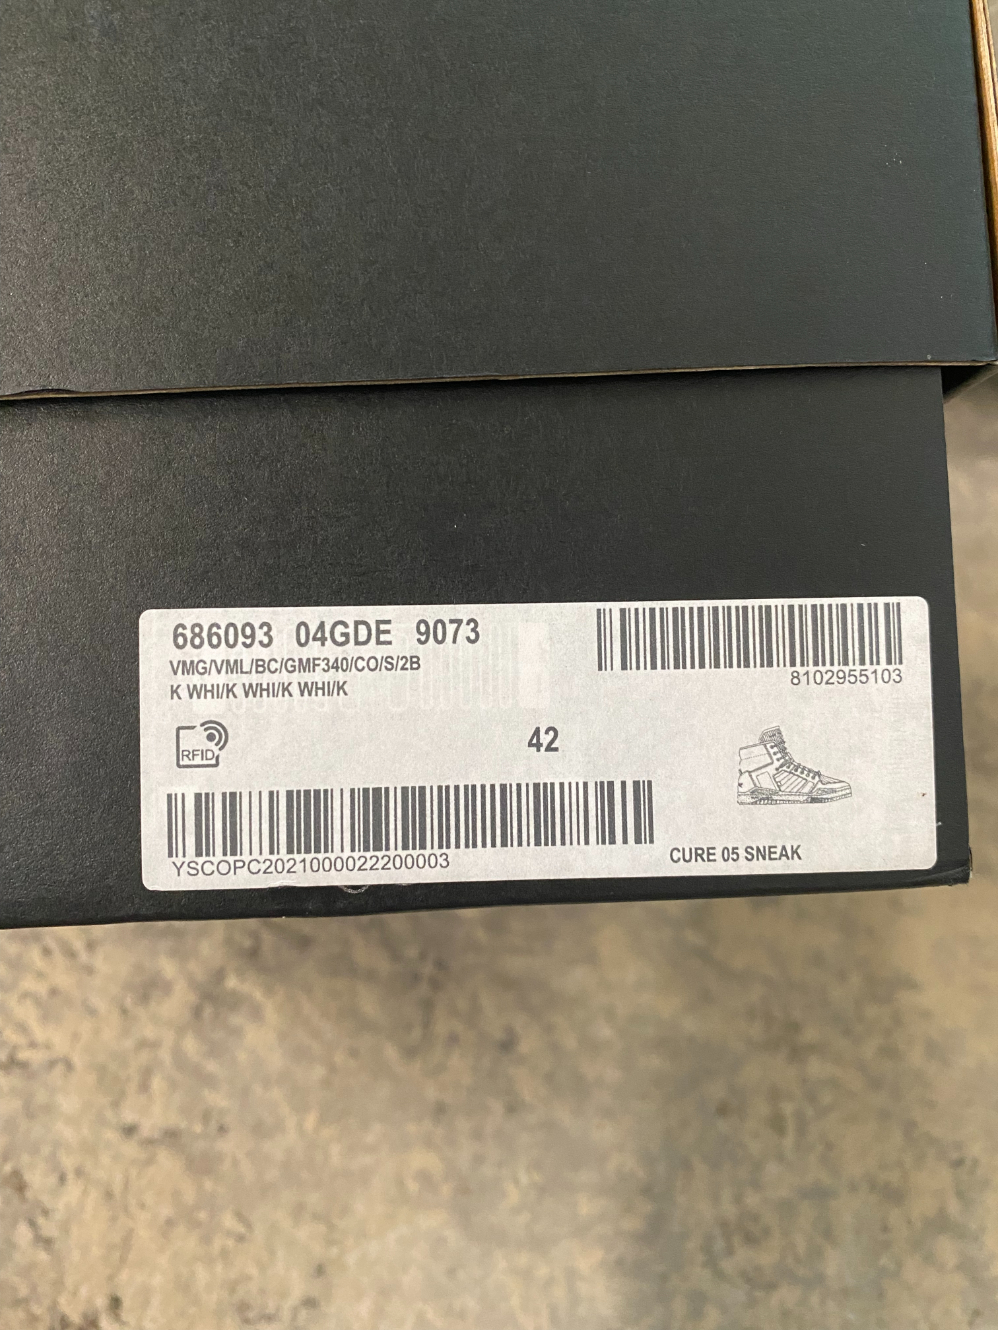 686093 04GDE 9073
VMG/VML/BC/GMF340/CO/S/2B
K WHI/K WHI/K WHI/K
8102955103
RFID
42
YSCOPC2021000022200003
CURE 05 SNEAK